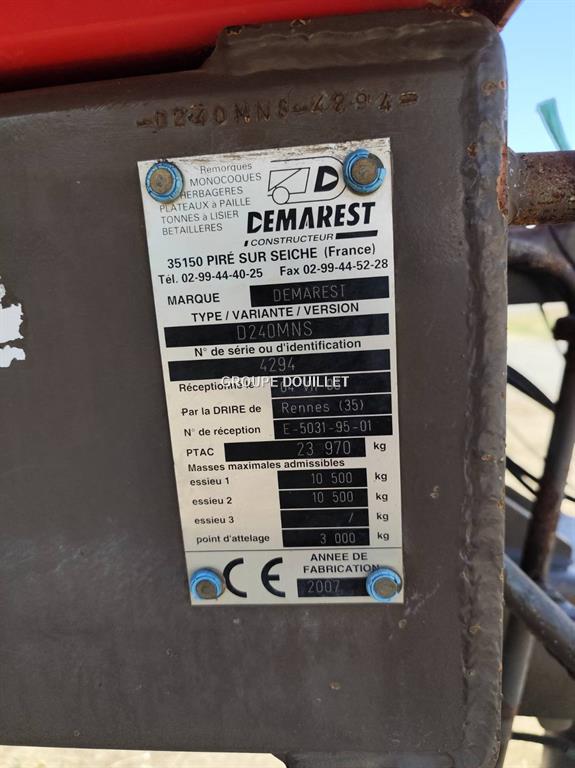 -D240MNS-4294-
Remorques
MONOCOQUES
HERBAGERES
PLATEAUX à PAILLE
TONNES à LISIER
BETAILLERES
D
DEMAREST
CONSTRUCTEUR
35150 PIRÉ SUR SEICHE (France)
Tél. 02-99-44-40-25 Fax 02-99-44-52-28
MARQUE DEMAREST
TYPE / VARIANTE / VERSION
D240MNS
N° de série ou d'identification
4294
GROUPE DOUILLET
Par la DRIRE de Rennes (35)
N° de réception E-5031-95-01
PTAC 23 970 kg
Masses maximales admissibles
essieu 1 10 500 kg
essieu 2 10 500 kg
essieu 3 / kg
point d'attelage 3 000 kg
CE ANNEE DE
FABRICATION
2007